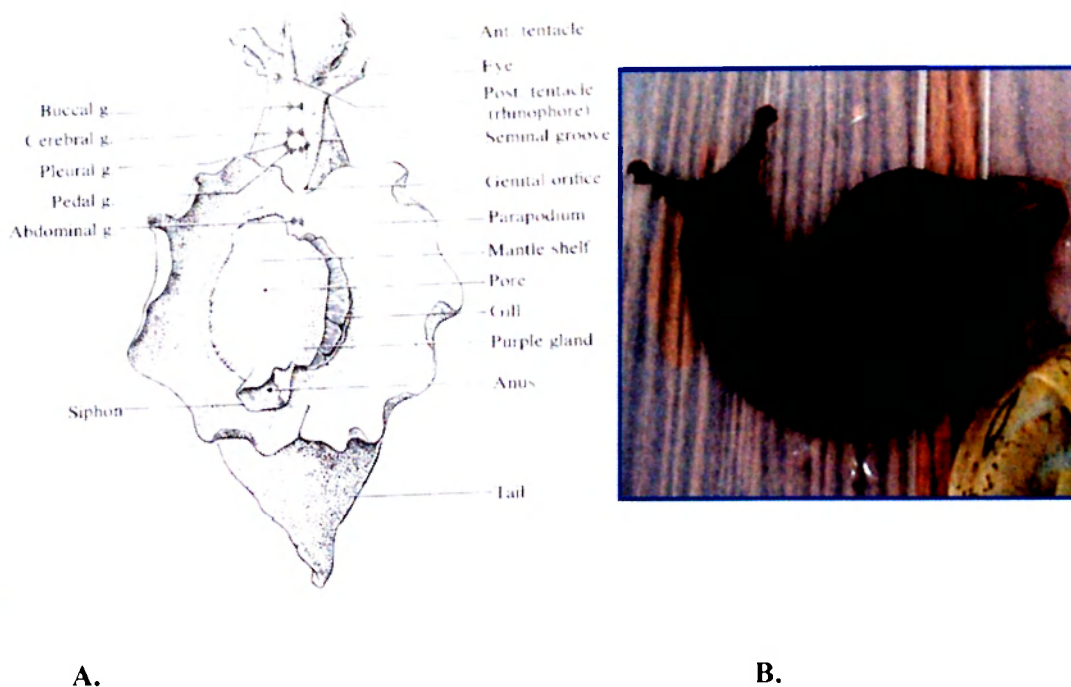 Ant. tentacle
Eye
Post. tentacle
(rhinophore)
Seminal groove
Genital orifice
Parapodium
Mantle shelf
Pore
Gill
Purple gland
Anus
Tail
Buccal g.
Cerebral g.
Pleural g.
Pedal g.
Abdominal g.
Siphon
A.
B.